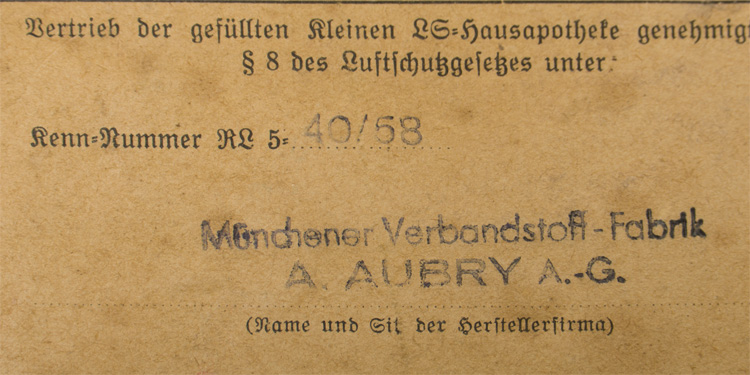 Vertrieb der gefüllten Kleinen LS-Hausapotheke genehmigt
§ 8 des Luftschutzgesetzes unter:
Kenn-Nummer RL 5- 40/58
Münchener Verbandstoff-Fabrik
A. AUBRY A.-G.
(Name und Sitz der Herstellerfirma)